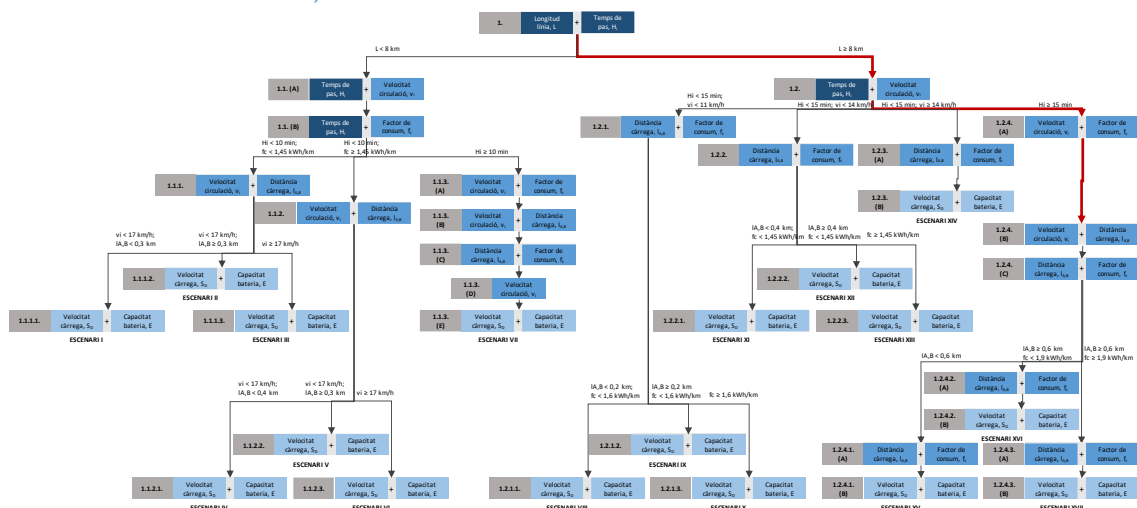 1.
Longitud
línia, L
+
Temps de
pas, Hᵢ
L < 8 km
L ≥ 8 km
1.1. (A)
Temps de
pas, Hᵢ
+
Velocitat
circulació, vᵢ
1.2.
Temps de
pas, Hᵢ
+
Velocitat
circulació, vᵢ
1.1. (B)
Temps de
pas, Hᵢ
+
Factor de
consum, fc
Hi < 15 min;
vi < 11 km/h
Hi < 15 min; vi < 14 km/h
Hi < 15 min; vi ≥ 14 km/h
Hi ≥ 15 min
1.2.1.
Distància
càrrega, lA,B
+
Factor de
consum, fc
1.2.2.
Distància
càrrega, lA,B
+
Factor de
consum, fc
1.2.3.
(A)
Distància
càrrega, lA,B
+
Factor de
consum, fc
1.2.4.
(A)
Velocitat
circulació, vᵢ
+
Factor de
consum, fc
Hi < 10 min;
fc < 1,45 kWh/km
Hi < 10 min;
fc ≥ 1,45 kWh/km
Hi ≥ 10 min
1.1.1.
Velocitat
circulació, vᵢ
+
Distància
càrrega, lA,B
1.1.2.
Velocitat
circulació, vᵢ
+
Distància
càrrega, lA,B
1.1.3.
(A)
Velocitat
circulació, vᵢ
+
Factor de
consum, fc
1.1.3.
(B)
Velocitat
circulació, vᵢ
+
Distància
càrrega, lA,B
1.1.3.
(C)
Distància
càrrega, lA,B
+
Factor de
consum, fc
1.1.3.
(D)
Velocitat
circulació, vᵢ
1.1.3.
(E)
Velocitat
càrrega, SD
+
Capacitat
bateria, E
ESCENARI VII
1.2.3.
(B)
Velocitat
càrrega, SD
+
Capacitat
bateria, E
ESCENARI XIV
1.2.4.
(B)
Velocitat
circulació, vᵢ
+
Distància
càrrega, lA,B
1.2.4.
(C)
Distància
càrrega, lA,B
+
Factor de
consum, fc
vi < 17 km/h;
lA,B < 0,3 km
vi < 17 km/h;
lA,B ≥ 0,3 km
vi ≥ 17 km/h
1.1.1.2.
Velocitat
càrrega, SD
+
Capacitat
bateria, E
ESCENARI II
1.1.1.1.
Velocitat
càrrega, SD
+
Capacitat
bateria, E
ESCENARI I
1.1.1.3.
Velocitat
càrrega, SD
+
Capacitat
bateria, E
ESCENARI III
lA,B < 0,4 km;
fc < 1,45 kWh/km
lA,B ≥ 0,4 km
fc < 1,45 kWh/km
fc ≥ 1,45 kWh/km
1.2.2.2.
Velocitat
càrrega, SD
+
Capacitat
bateria, E
ESCENARI XII
1.2.2.1.
Velocitat
càrrega, SD
+
Capacitat
bateria, E
ESCENARI XI
1.2.2.3.
Velocitat
càrrega, SD
+
Capacitat
bateria, E
ESCENARI XIII
vi < 17 km/h;
lA,B < 0,4 km
vi < 17 km/h;
lA,B ≥ 0,3 km
vi ≥ 17 km/h
1.1.2.2.
Velocitat
càrrega, SD
+
Capacitat
bateria, E
ESCENARI V
1.1.2.1.
Velocitat
càrrega, SD
+
Capacitat
bateria, E
ESCENARI IV
1.1.2.3.
Velocitat
càrrega, SD
+
Capacitat
bateria, E
ESCENARI VI
lA,B < 0,2 km;
fc < 1,6 kWh/km
lA,B ≥ 0,2 km
fc < 1,6 kWh/km
fc ≥ 1,6 kWh/km
1.2.1.2.
Velocitat
càrrega, SD
+
Capacitat
bateria, E
ESCENARI IX
1.2.1.1.
Velocitat
càrrega, SD
+
Capacitat
bateria, E
ESCENARI VIII
1.2.1.3.
Velocitat
càrrega, SD
+
Capacitat
bateria, E
ESCENARI X
lA,B < 0,6 km
lA,B ≥ 0,6 km
fc < 1,9 km
lA,B ≥ 0,6 km
fc ≥ 1,9 km
1.2.4.2.
(A)
Distància
càrrega, lA,B
+
Factor de
consum, fc
1.2.4.2.
(B)
Velocitat
càrrega, SD
+
Capacitat
bateria, E
ESCENARI XVI
1.2.4.1.
(A)
Distància
càrrega, lA,B
+
Factor de
consum, fc
1.2.4.3.
(A)
Distància
càrrega, lA,B
+
Factor de
consum, fc
1.2.4.1.
(B)
Velocitat
càrrega, SD
+
Capacitat
bateria, E
ESCENARI XV
1.2.4.3.
(B)
Velocitat
càrrega, SD
+
Capacitat
bateria, E
ESCENARI XVII